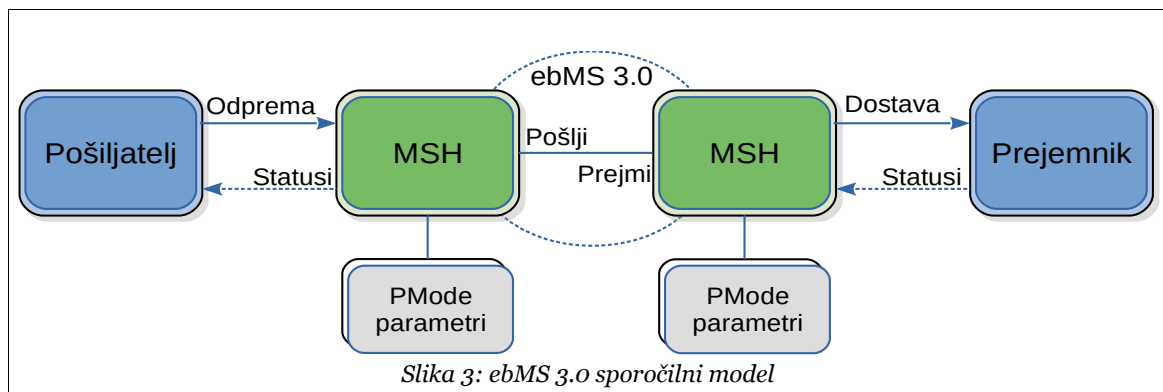 ebMS 3.0
Odprema
Dostava
Pošiljatelj
MSH
Pošlji
Prejmi
MSH
Prejemnik
Statusi
Statusi
PMode
parametri
PMode
parametri
Slika 3: ebMS 3.0 sporočilni model